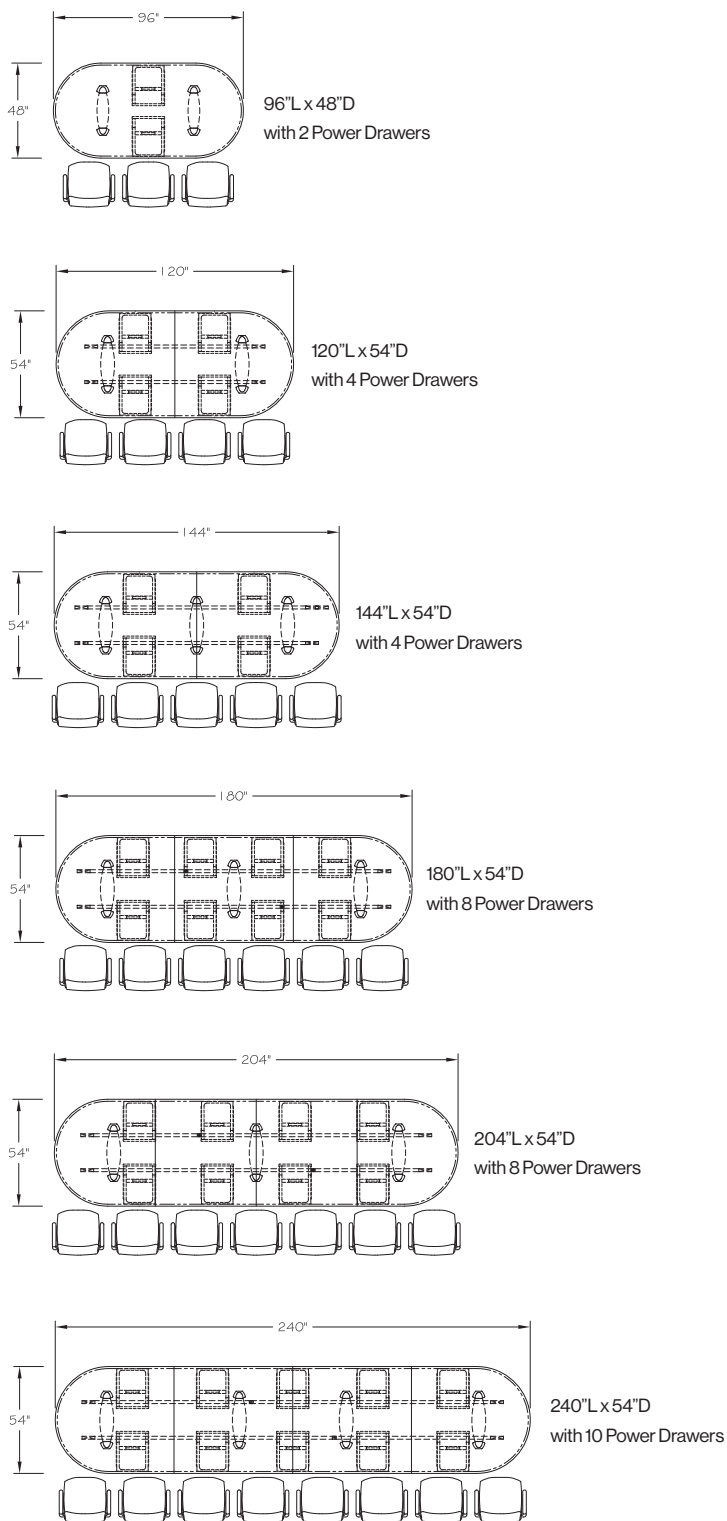 96"
48"
96”L x 48”D
with 2 Power Drawers
120"
54"
120”L x 54”D
with 4 Power Drawers
144"
54"
144”L x 54”D
with 4 Power Drawers
180"
54"
180”L x 54”D
with 8 Power Drawers
204"
54"
204”L x 54”D
with 8 Power Drawers
240"
54"
240”L x 54”D
with 10 Power Drawers